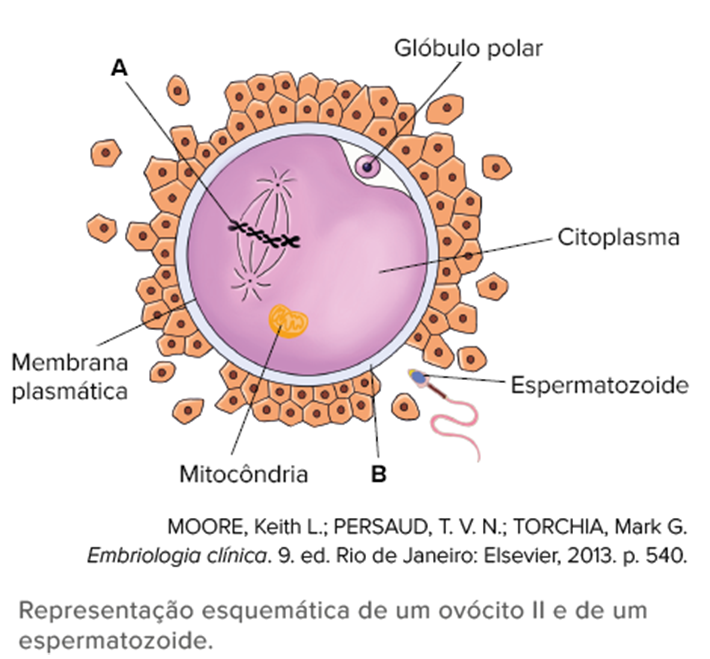 Glóbulo polar
A
Citoplasma
Membrana
plasmática
Espermatozoide
Mitocôndria
B
MOORE, Keith L.; PERSAUD, T. V. N.; TORCHIA, Mark G.
Embriologia clínica. 9. ed. Rio de Janeiro: Elsevier, 2013. p. 540.
Representação esquemática de um ovócito II e de um
espermatozoide.